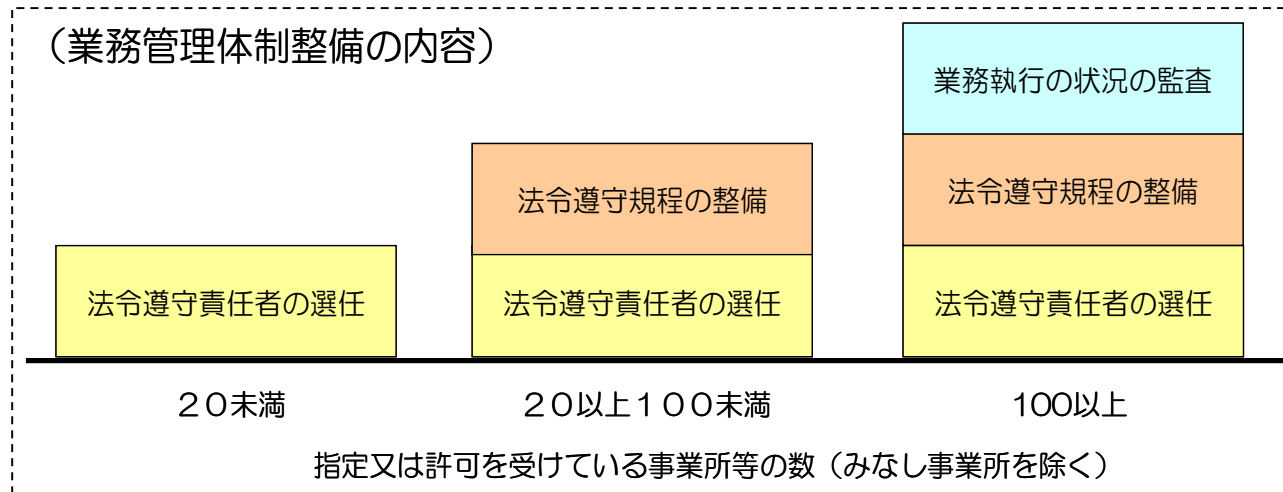 （業務管理体制整備の内容）
業務執行の状況の監査
法令遵守規程の整備
法令遵守規程の整備
法令遵守責任者の選任
法令遵守責任者の選任
法令遵守責任者の選任
２０未満
２０以上１００未満
100以上
指定又は許可を受けている事業所等の数（みなし事業所を除く）